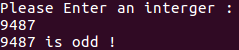 Please Enter an interger :
9487
9487 is odd !